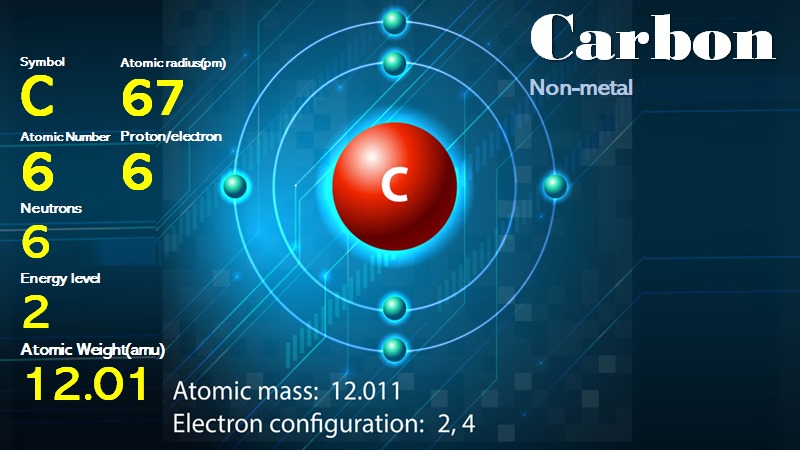 Carbon
Non-metal
Symbol Atomic radius(pm)
C 67
Atomic Number Proton/electron
6 6
Neutrons
6
Energy level
2
Atomic Weight(amu)
12.01
C
Atomic mass: 12.011
Electron configuration: 2, 4